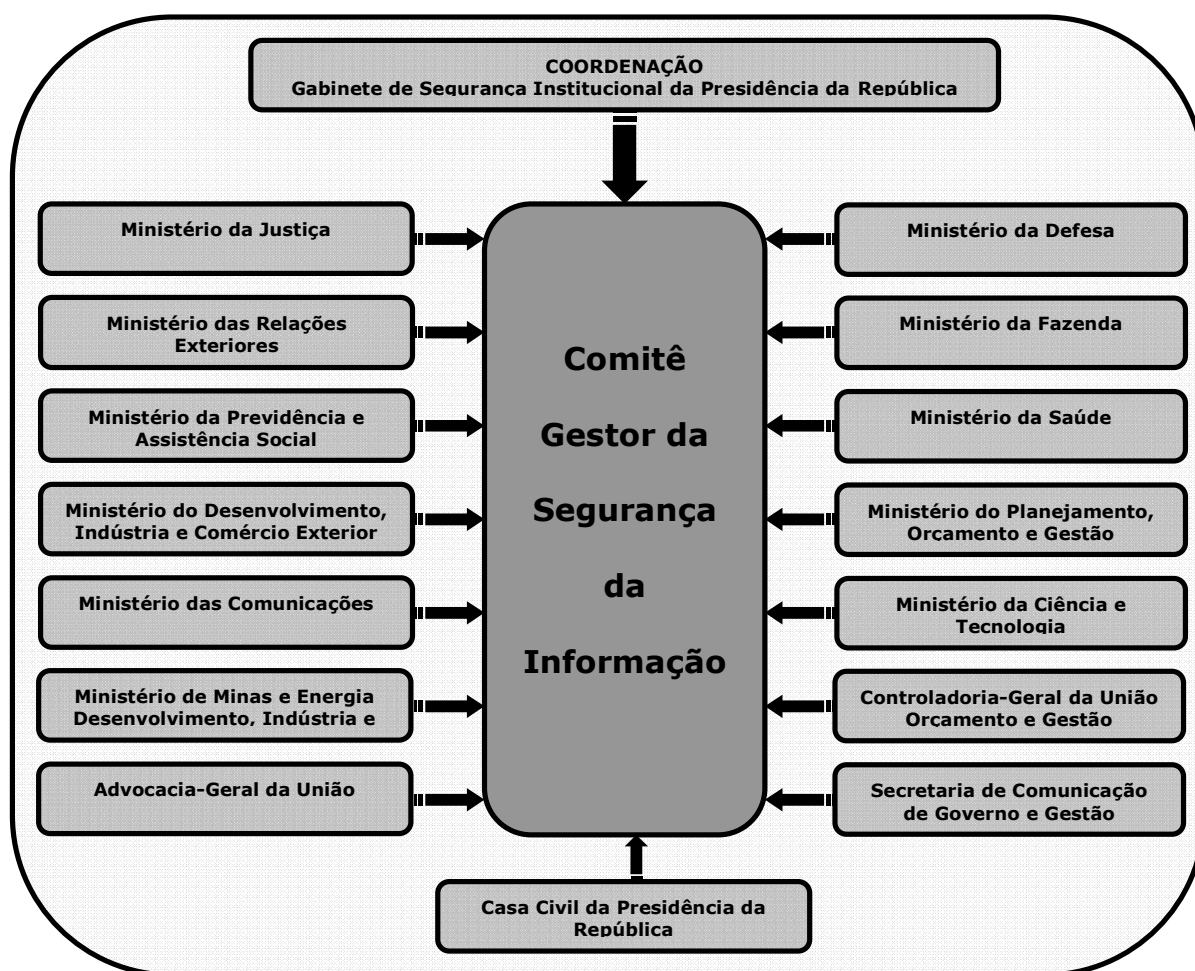 COORDENAÇÃO
Gabinete de Segurança Institucional da Presidência da República
Ministério da Justiça
Ministério das Relações
Exteriores
Ministério da Previdência e
Assistência Social
Ministério do Desenvolvimento,
Indústria e Comércio Exterior
Ministério das Comunicações
Ministério de Minas e Energia
Desenvolvimento, Indústria e
Advocacia-Geral da União
Comitê
Gestor da
Segurança
da
Informação
Ministério da Defesa
Ministério da Fazenda
Ministério da Saúde
Ministério do Planejamento,
Orçamento e Gestão
Ministério da Ciência e
Tecnologia
Controladoria-Geral da União
Orçamento e Gestão
Secretaria de Comunicação
de Governo e Gestão
Casa Civil da Presidência da
República